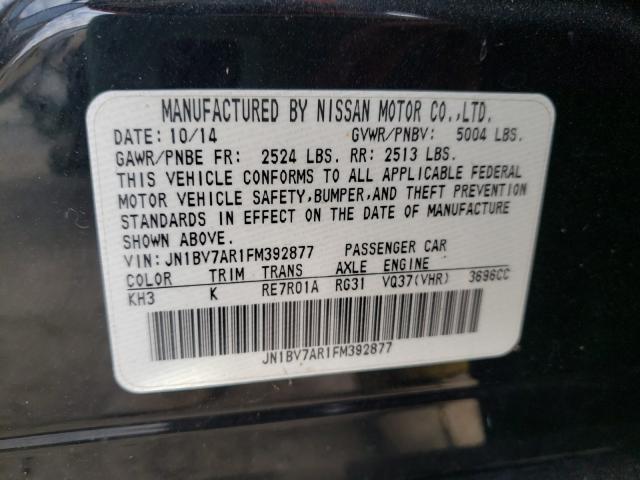 MANUFACTURED BY NISSAN MOTOR CO.,LTD.
DATE: 10/14 GVWR/PNBV: 5004 LBS.
GAWR/PNBE FR: 2524 LBS. RR: 2513 LBS.
THIS VEHICLE CONFORMS TO ALL APPLICABLE FEDERAL
MOTOR VEHICLE SAFETY,BUMPER,AND THEFT PREVENTION
STANDARDS IN EFFECT ON THE DATE OF MANUFACTURE
SHOWN ABOVE.
VIN: JN1BV7AR1FM392877 PASSENGER CAR
COLOR TRIM TRANS AXLE ENGINE
KH3 K RE7R01A RG31 VQ37(VHR) 3696CC
JN1BV7AR1FM392877